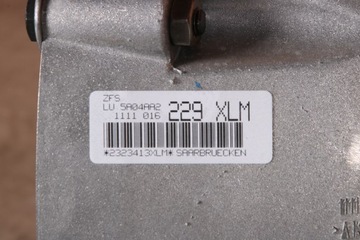 ZFS
LU 5A04AA2
1111 016 229 XLM
*2323413XLM* SAARBRUECKEN